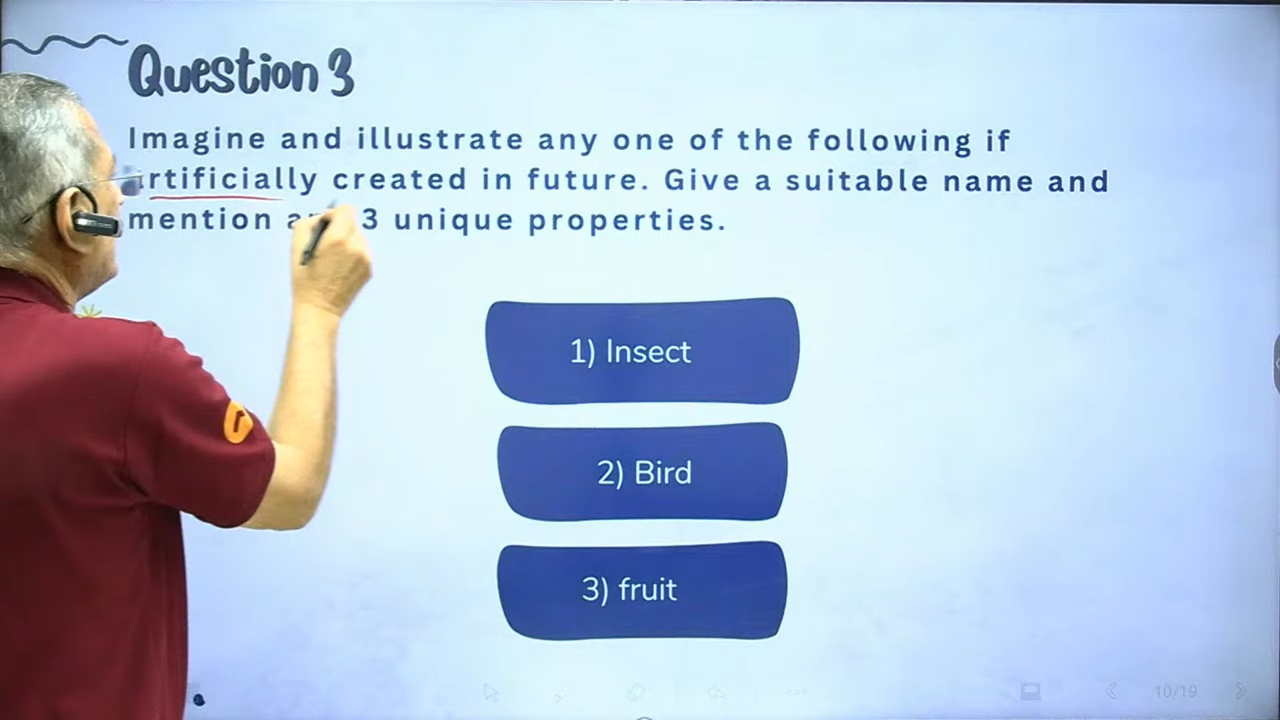 Question 3
Imagine and illustrate any one of the following if
rtificially created in future. Give a suitable name and
mention 3 unique properties.
1) Insect
2) Bird
3) fruit
10/19